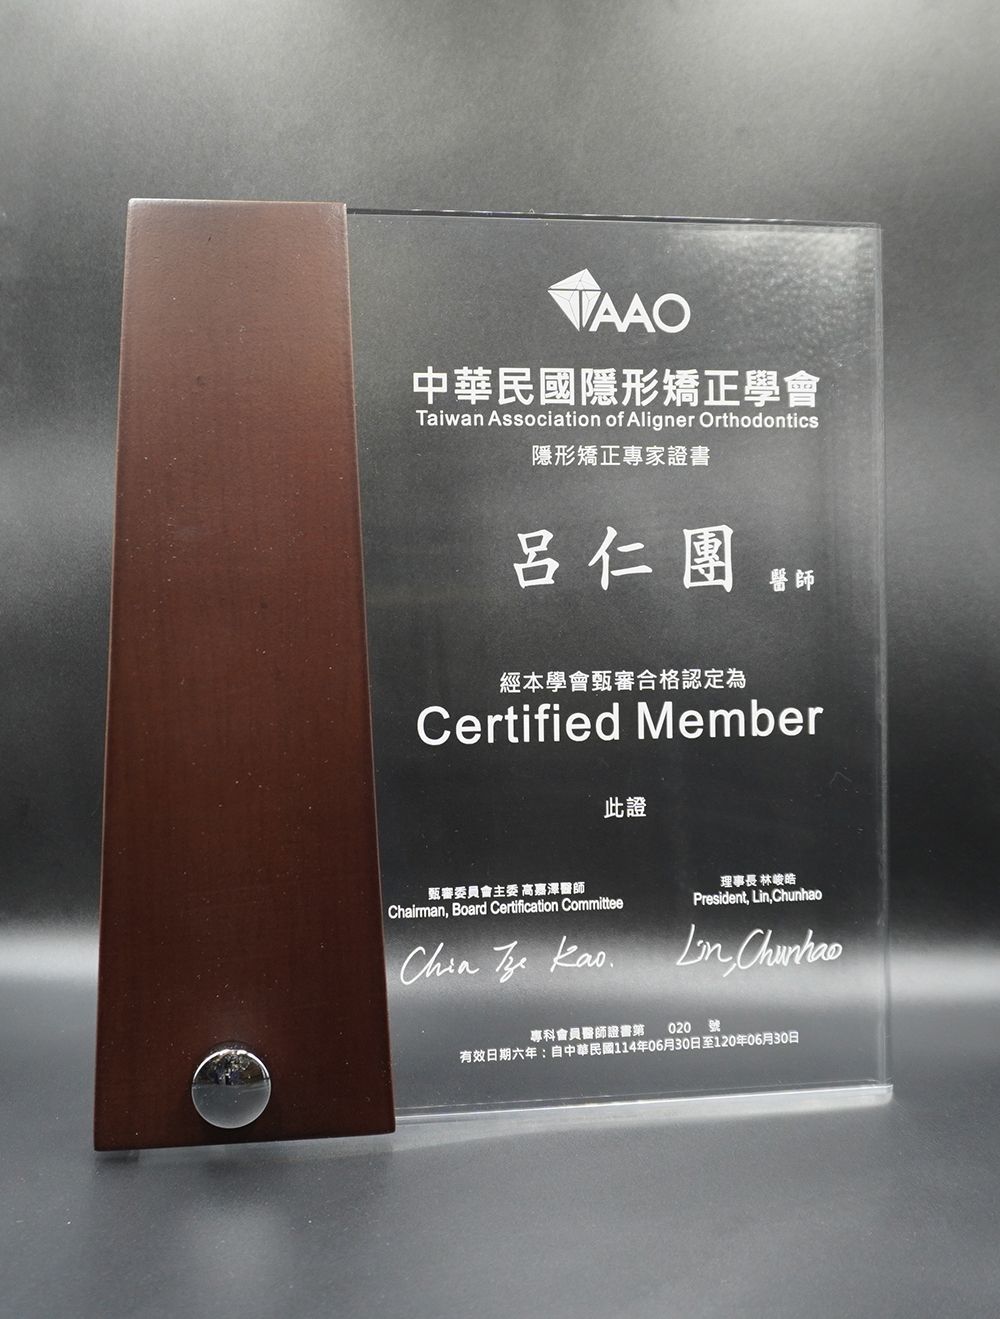 TAAO
中華民國隱形矯正學會
Taiwan Association of Aligner Orthodontics
隱形矯正專家證書
呂仁團 醫師
經本學會甄審合格認定為
Certified Member
此證
甄審委員會主委 高嘉澤醫師
Chairman, Board Certification Committee
Chia Tze Kao.
理事長 林峻皓
President, Lin,Chunhao
Lin, Chunhao
專科會員醫師證書第 020 號
有效日期六年：自中華民國114年06月30日至120年06月30日